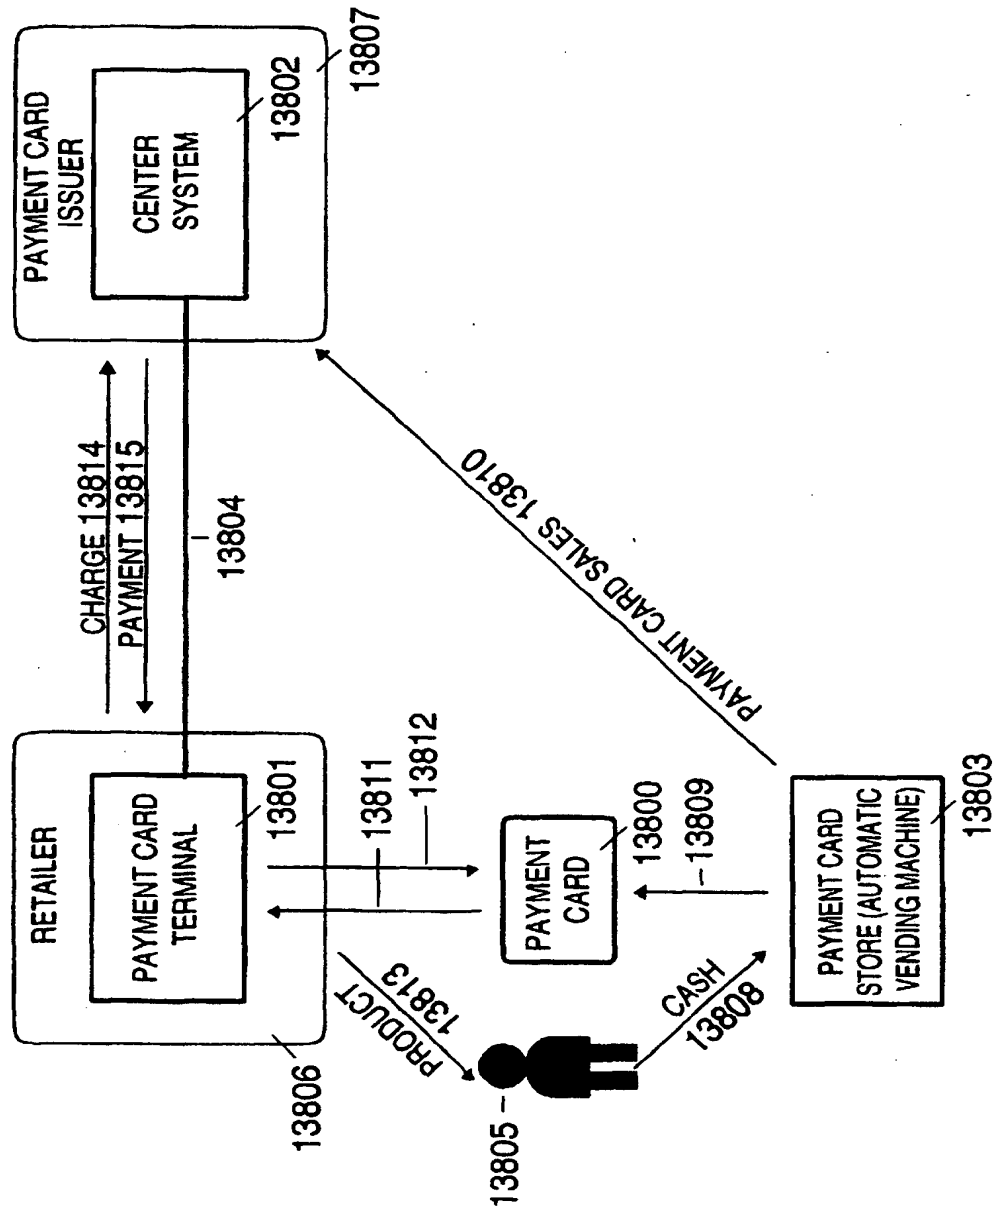 RETAILER
PAYMENT CARD
TERMINAL
13801
13806
CHARGE 13814
PAYMENT 13815
13804
PAYMENT CARD
ISSUER
CENTER
SYSTEM
13802
13807
13811
13812
PRODUCT
13813
13805
PAYMENT
CARD
13800
13809
CASH
13808
PAYMENT CARD
STORE (AUTOMATIC
VENDING MACHINE)
13803
PAYMENT CARD SALES 13810